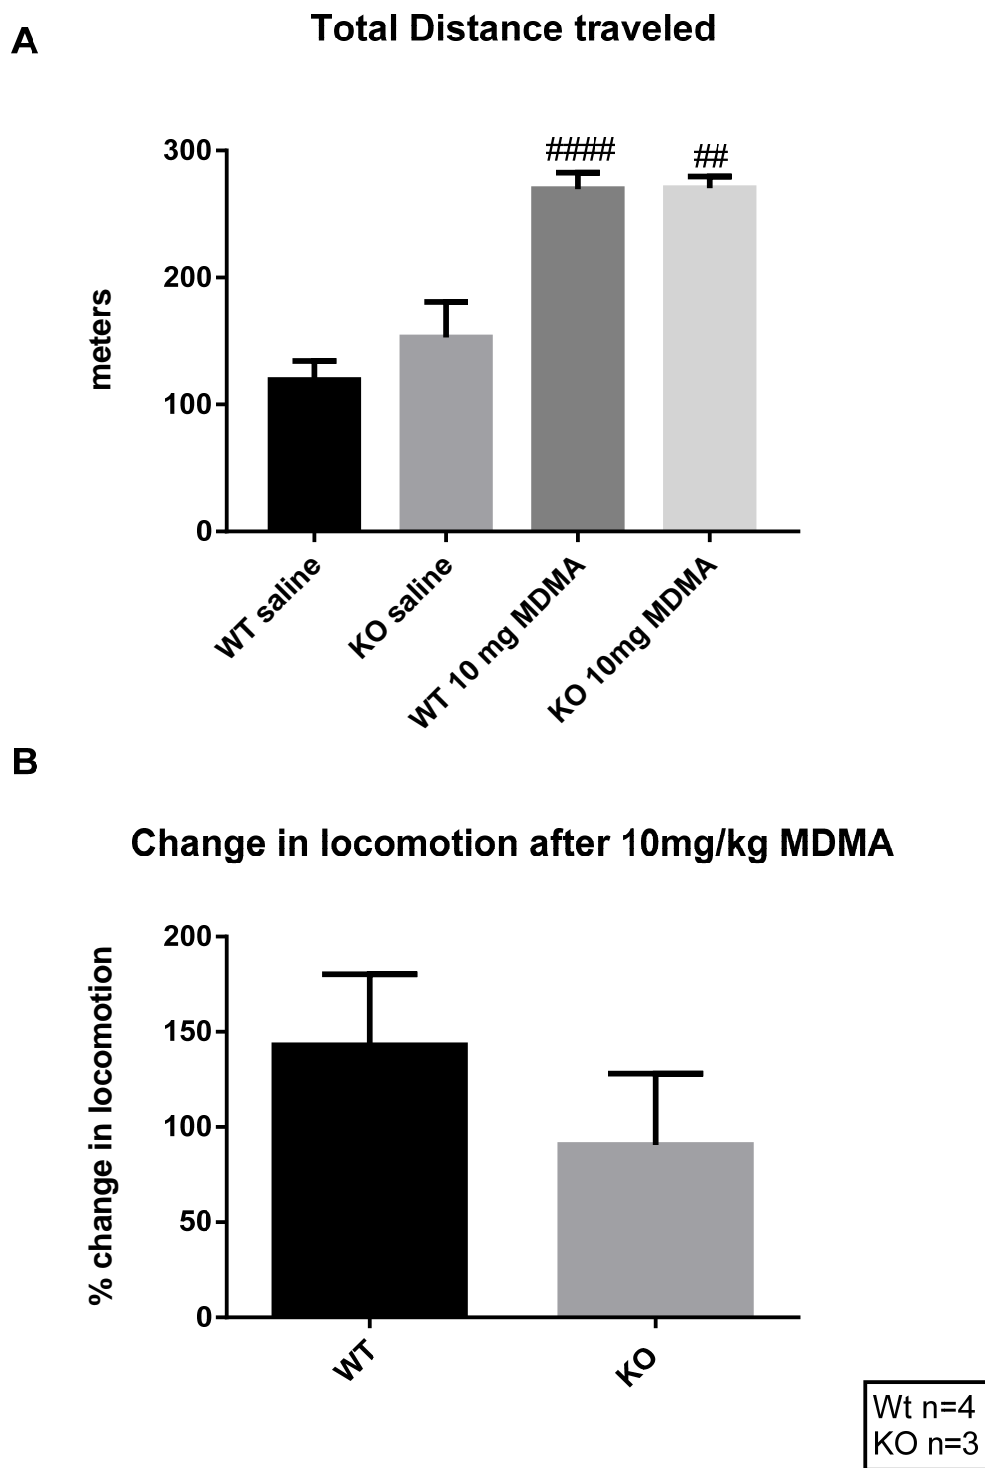 A
Total Distance traveled
####
##
300
200
100
0
meters
WT saline
KO saline
WT 10 mg MDMA
KO 10mg MDMA
B
Change in locomotion after 10mg/kg MDMA
200
150
100
50
0
% change in locomotion
WT
KO
Wt n=4
KO n=3